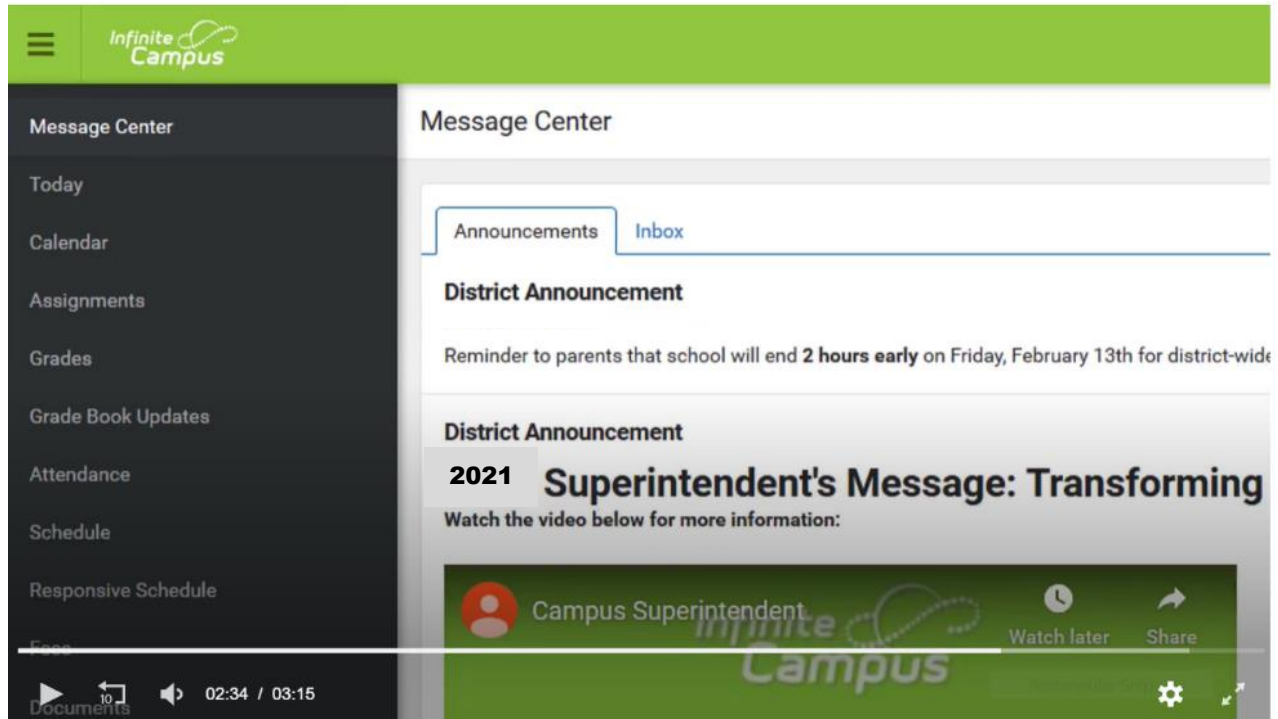 Infinite
Campus
Message Center
Today
Calendar
Assignments
Grades
Grade Book Updates
Attendance
Schedule
Responsive Schedule
Fees
Documents
Message Center
Announcements Inbox
District Announcement
Reminder to parents that school will end 2 hours early on Friday, February 13th for district-wide
District Announcement
2021 Superintendent's Message: Transforming
Watch the video below for more information:
Campus Superintendent
Infinite
Campus
Watch later Share
10 02:34 / 03:15